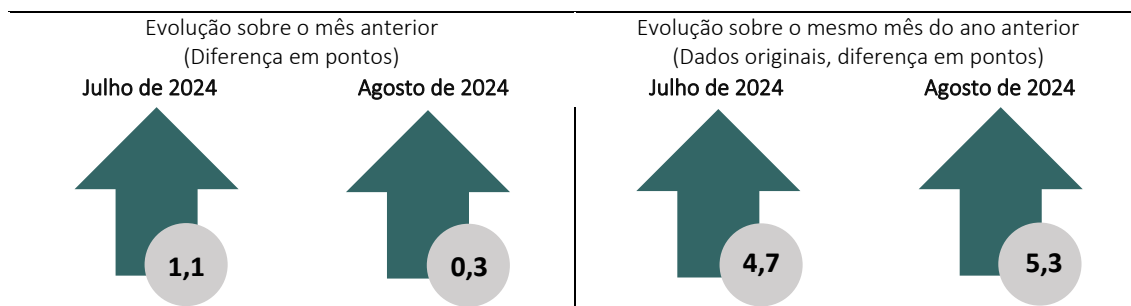 Evolução sobre o mês anterior
(Diferença em pontos)
Julho de 2024
Agosto de 2024
1,1
0,3
Evolução sobre o mesmo mês do ano anterior
(Dados originais, diferença em pontos)
Julho de 2024
Agosto de 2024
4,7
5,3